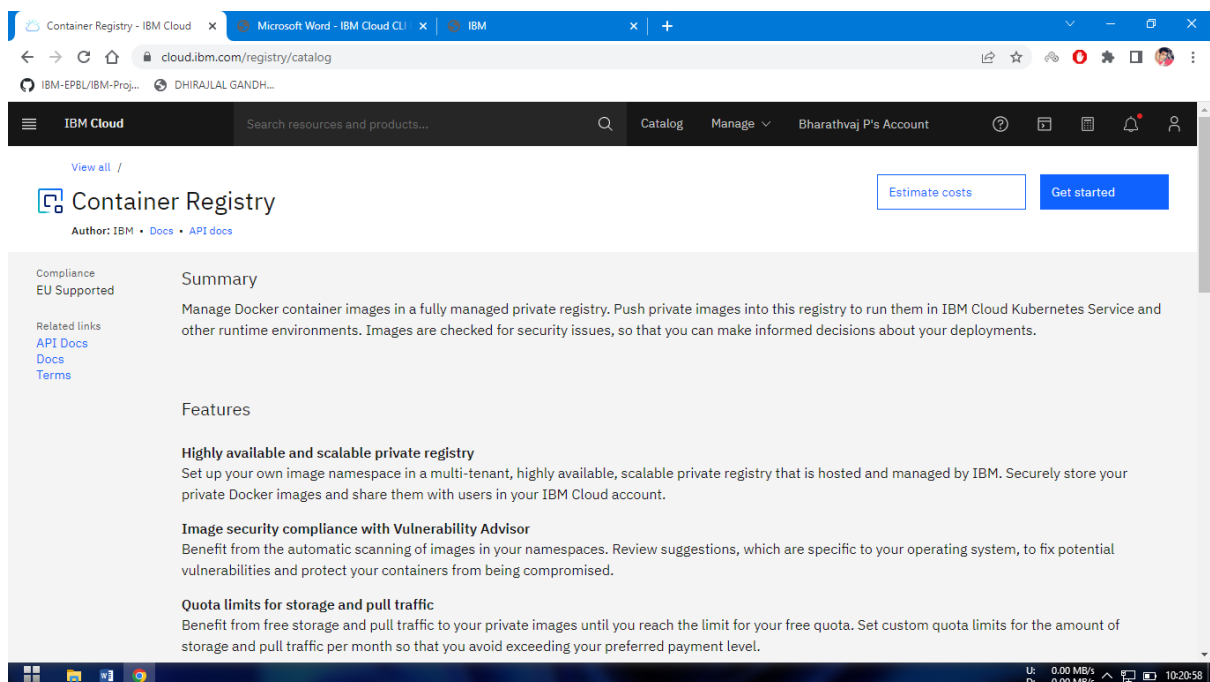 Container Registry - IBM Cloud
Microsoft Word - IBM Cloud CLI
IBM
cloud.ibm.com/registry/catalog
IBM-EPBL/IBM-Proj...
DHIRAJLAL GANDH...
IBM Cloud
Search resources and products...
Catalog
Manage
Bharathvaj P's Account
View all /
Container Registry
Estimate costs
Get started
Author: IBM • Docs • API docs
Compliance
EU Supported
Related links
API Docs
Docs
Terms
Summary
Manage Docker container images in a fully managed private registry. Push private images into this registry to run them in IBM Cloud Kubernetes Service and
other runtime environments. Images are checked for security issues, so that you can make informed decisions about your deployments.
Features
Highly available and scalable private registry
Set up your own image namespace in a multi-tenant, highly available, scalable private registry that is hosted and managed by IBM. Securely store your
private Docker images and share them with users in your IBM Cloud account.
Image security compliance with Vulnerability Advisor
Benefit from the automatic scanning of images in your namespaces. Review suggestions, which are specific to your operating system, to fix potential
vulnerabilities and protect your containers from being compromised.
Quota limits for storage and pull traffic
Benefit from free storage and pull traffic to your private images until you reach the limit for your free quota. Set custom quota limits for the amount of
storage and pull traffic per month so that you avoid exceeding your preferred payment level.
U: 0.00 MB/s
D: 0.00 MB/s
10:20:58